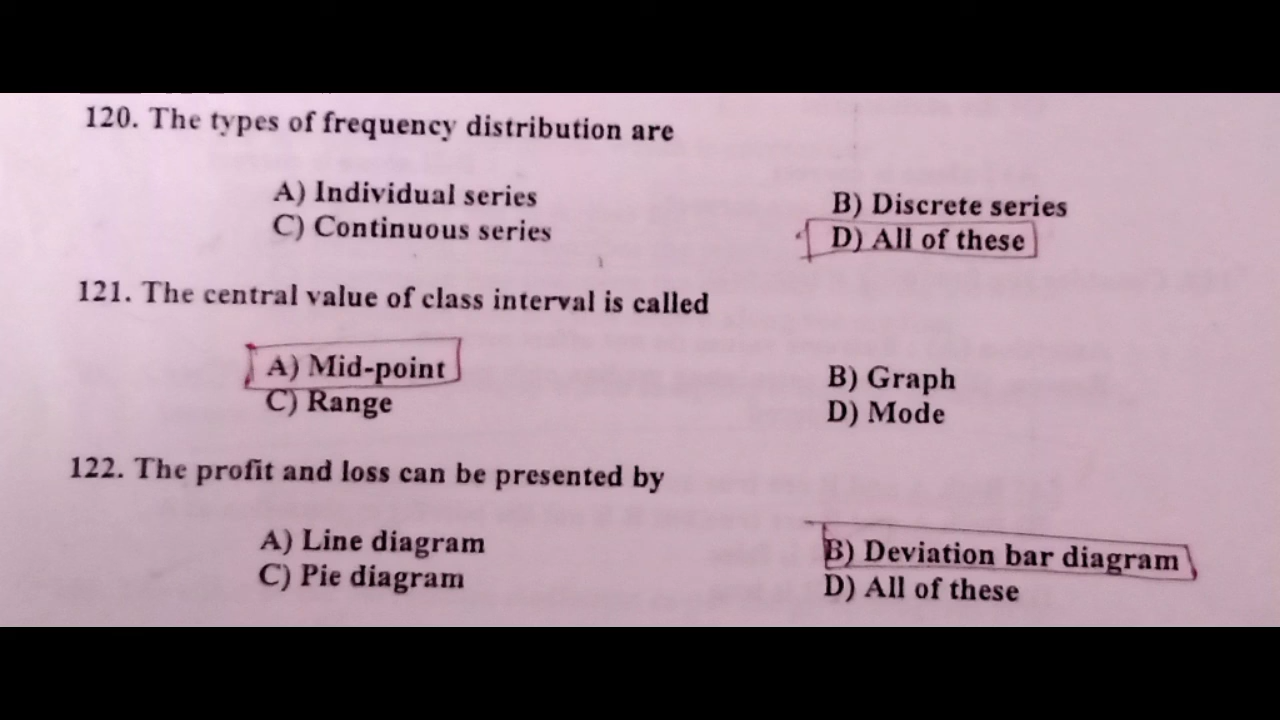 120. The types of frequency distribution are
A) Individual series
B) Discrete series
C) Continuous series
D) All of these
121. The central value of class interval is called
A) Mid-point
B) Graph
C) Range
D) Mode
122. The profit and loss can be presented by
A) Line diagram
B) Deviation bar diagram
C) Pie diagram
D) All of these